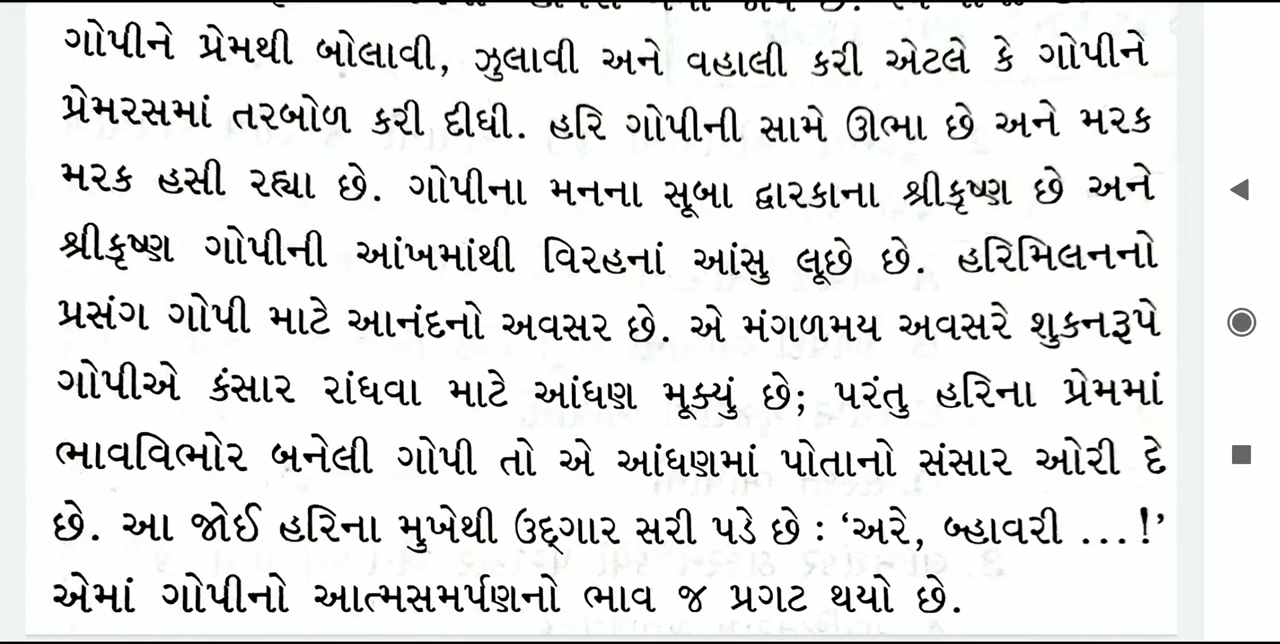 ગોપીને પ્રેમથી બોલાવી, ઝુલાવી અને વહાલી કરી એટલે કે ગોપીને
પ્રેમરસમાં તરબોળ કરી દીધી. હરિ ગોપીની સામે ઊભા છે અને મરક
મરક હસી રહ્યા છે. ગોપીના મનના સૂબા દ્વારકાના શ્રીકૃષ્ણ છે અને
શ્રીકૃષ્ણ ગોપીની આંખમાંથી વિરહનાં આંસુ લૂછે છે. હરિમિલનનો
પ્રસંગ ગોપી માટે આનંદનો અવસર છે. એ મંગળમય અવસરે શુકનરૂપે
ગોપીએ કંસાર રાંધવા માટે આંધણ મૂક્યું છે; પરંતુ હરિના પ્રેમમાં
ભાવવિભોર બનેલી ગોપી તો એ આંધણમાં પોતાનો સંસાર ઓરી દે
છે. આ જોઈ હરિના મુખેથી ઉદ્ગાર સરી પડે છે : ‘અરે, બ્હાવરી ...!’
એમાં ગોપીનો આત્મસમર્પણનો ભાવ જ પ્રગટ થયો છે.